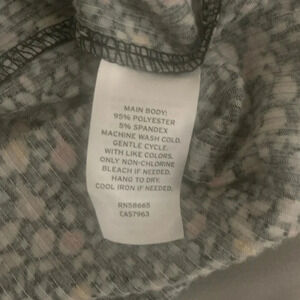 MAIN BODY:
95% POLYESTER
5% SPANDEX
MACHINE WASH COLD.
GENTLE CYCLE.
WITH LIKE COLORS.
ONLY NON-CHLORINE
BLEACH IF NEEDED.
HANG TO DRY.
COOL IRON IF NEEDED.
RN58665
CA57963